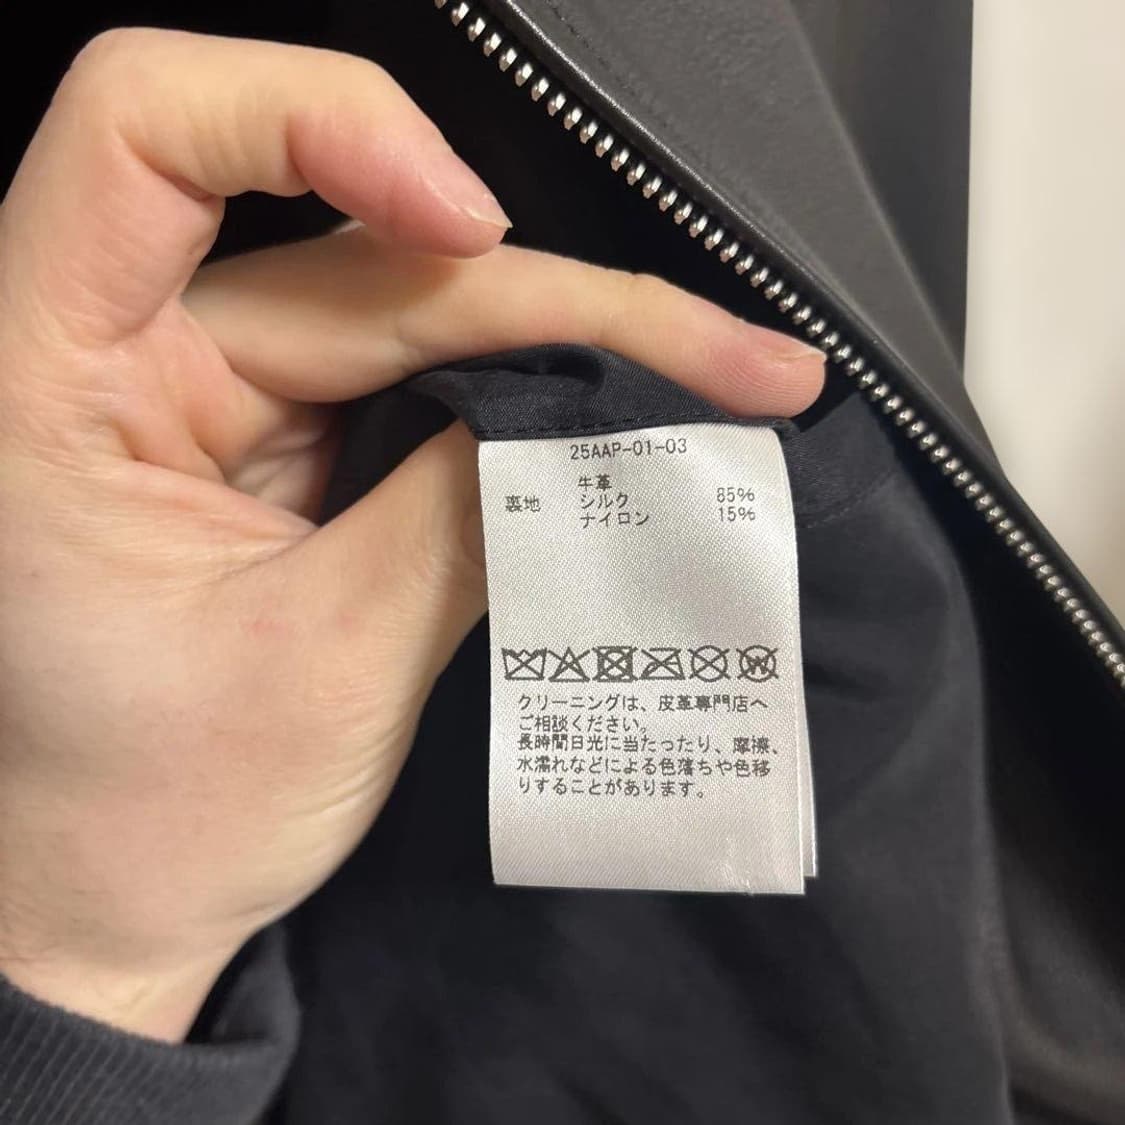 25AAP-01-03
牛革
裏地 シルク 85%
ナイロン 15%
W
クリーニングは、皮革専門店へ
ご相談ください。
長時間日光に当たったり、摩擦、
水濡れなどによる色落ちや色移
りすることがあります。